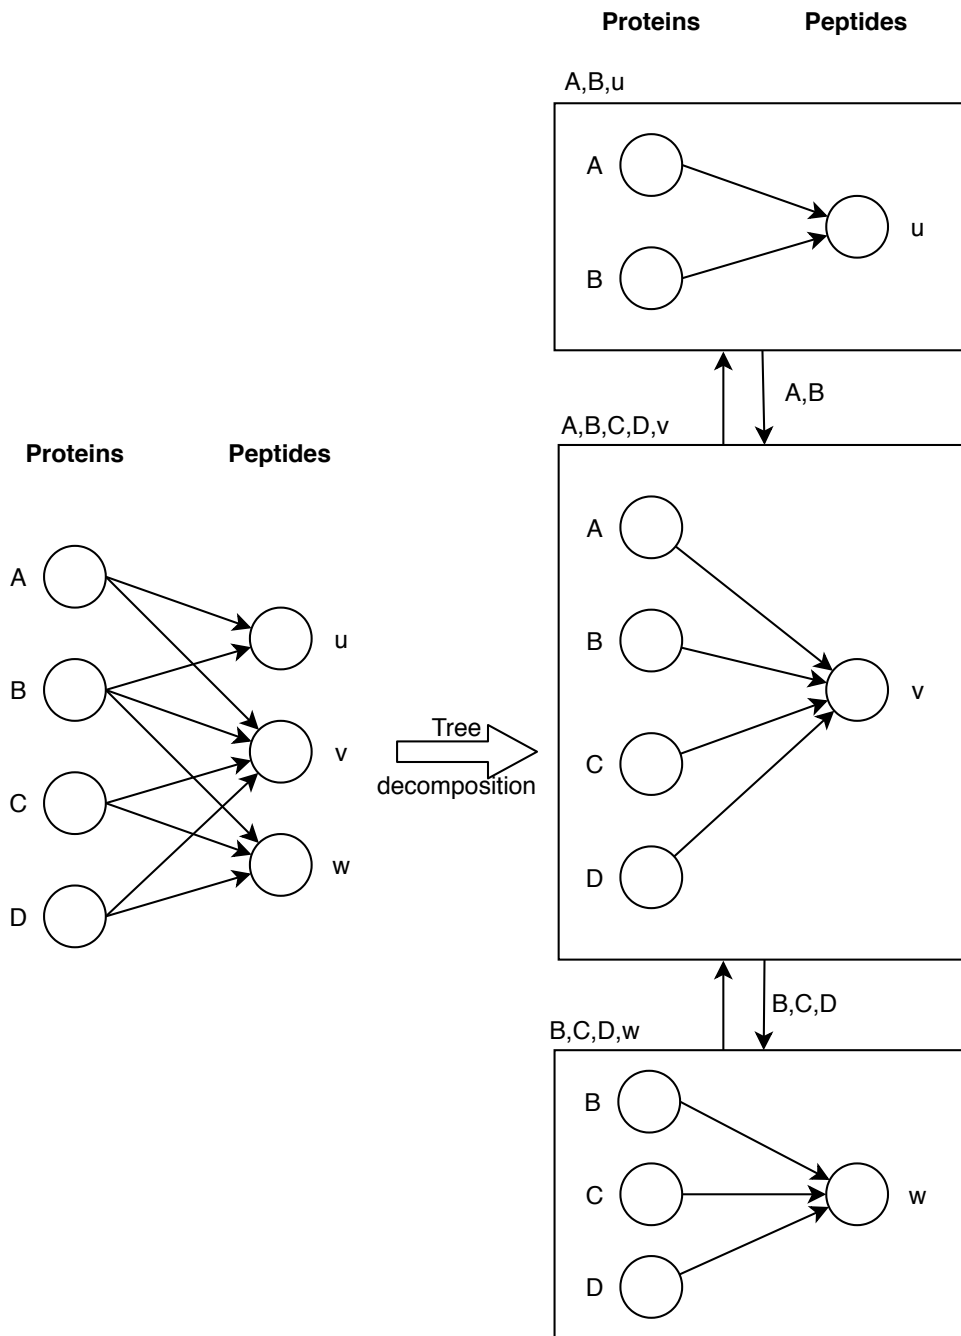 Proteins Peptides
A,B,u
A
u
B
A,B
A,B,C,D,v
Proteins Peptides
A
B
C
D
u
v
w
Tree
decomposition
A
B
v
C
D
B,C,D
B,C,D,w
B
C
w
D